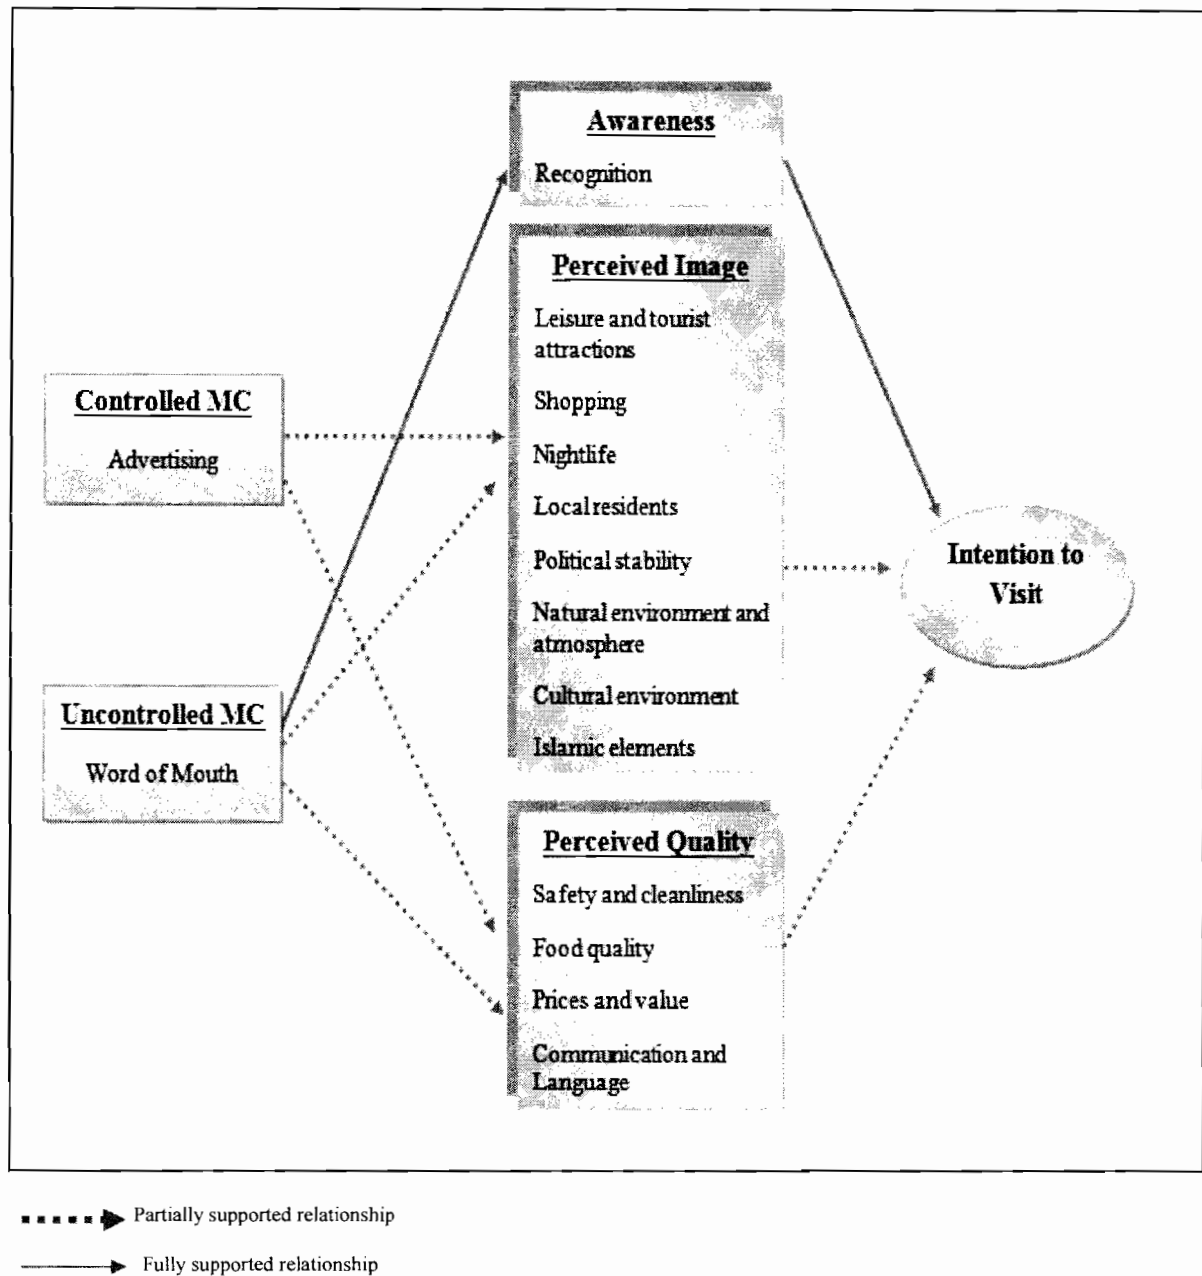 Awareness
Recognition
Perceived Image
Leisure and tourist
attractions
Shopping
Nightlife
Local residents
Political stability
Natural environment and
atmosphere
Cultural environment
Islamic elements
Controlled MC
Advertising
Uncontrolled MC
Word of Mouth
Perceived Quality
Safety and cleanliness
Food quality
Prices and value
Communication and
Language
Intention to
Visit
Partially supported relationship
Fully supported relationship